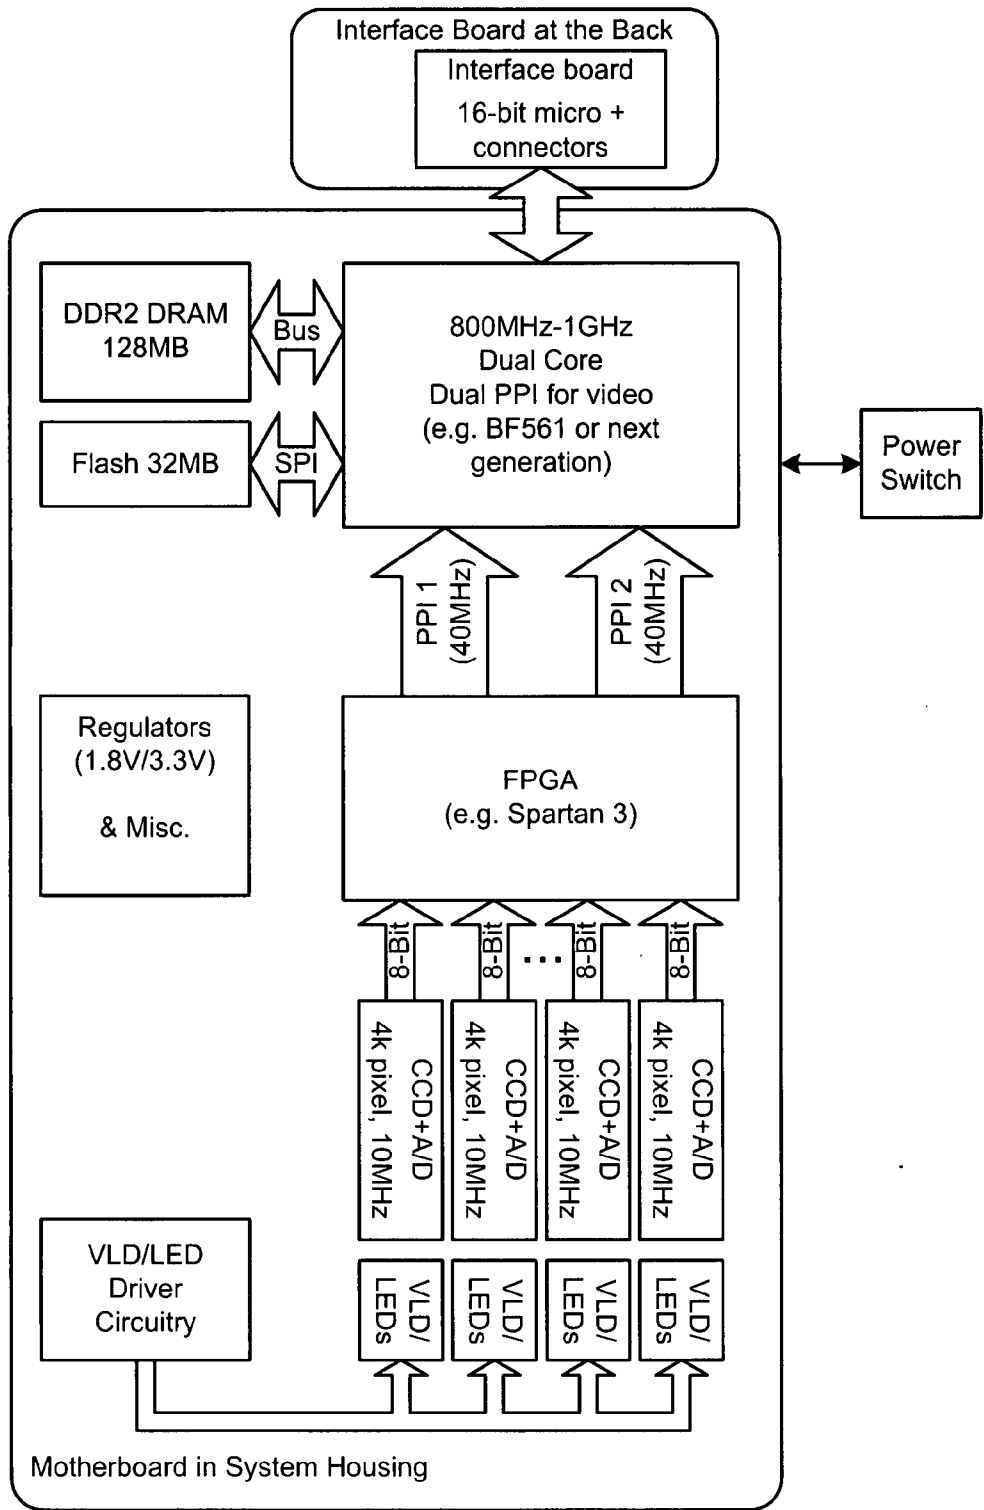 Interface Board at the Back
Interface board
16-bit micro +
connectors
DDR2 DRAM
128MB
Bus
800MHz-1GHz
Dual Core
Dual PPI for video
(e.g. BF561 or next
generation)
Flash 32MB
SPI
Power
Switch
PPI 1
(40MHz)
PPI 2
(40MHz)
Regulators
(1.8V/3.3V)
& Misc.
FPGA
(e.g. Spartan 3)
8-Bit
8-Bit
...
8-Bit
8-Bit
CCD+A/D
4k pixel, 10MHz
CCD+A/D
4k pixel, 10MHz
CCD+A/D
4k pixel, 10MHz
CCD+A/D
4k pixel, 10MHz
VLD/LED
Driver
Circuitry
VLD/
LEDs
VLD/
LEDs
VLD/
LEDs
VLD/
LEDs
Motherboard in System Housing